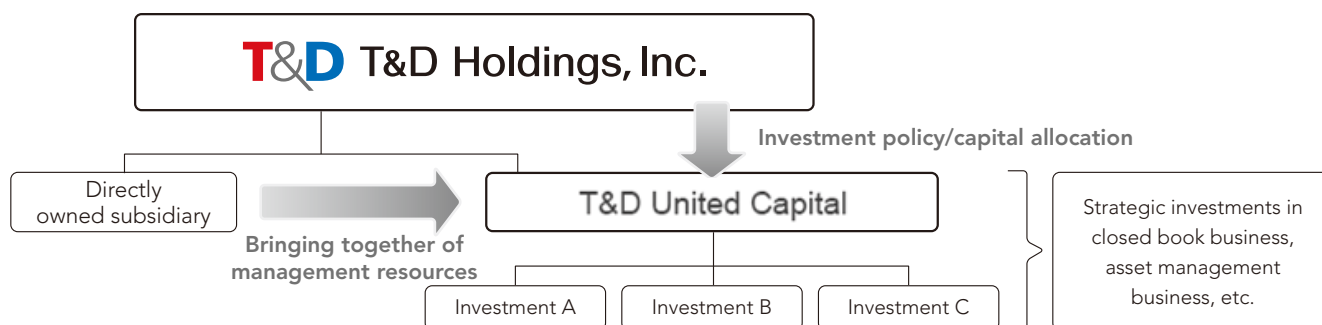 T&D T&D Holdings, Inc.
Investment policy/capital allocation
Directly
owned subsidiary
T&D United Capital
Bringing together of
management resources
Investment A
Investment B
Investment C
Strategic investments in
closed book business,
asset management
business, etc.